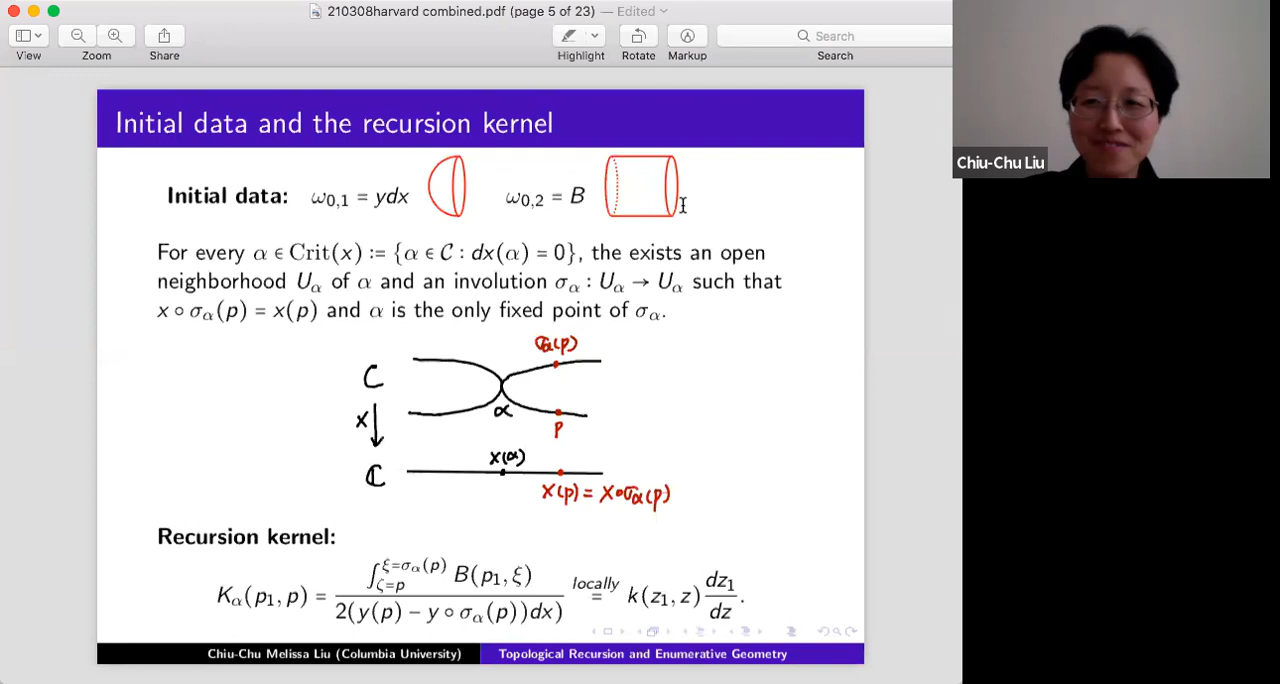 210308harvard combined.pdf (page 5 of 23) — Edited
View Zoom Share Highlight Rotate Markup Search
Search
Chiu-Chu Liu
Initial data and the recursion kernel
Initial data: ω₀,₁ = ydx ω₀,₂ = B
For every α ∈ Crit(x) := {α ∈ C : dx(α) = 0}, the exists an open
neighborhood Uα of α and an involution σα : Uα → Uα such that
x ∘ σα(p) = x(p) and α is the only fixed point of σα.
σα(p)
C
α
p
x
x(α)
ℂ
x(p) = x∘σα(p)
Recursion kernel:
Kα(p₁, p) = ∫_{ζ=p}^{ξ=σα(p)} B(p₁, ξ) / 2(y(p) − y ∘ σα(p))dx) locally = k(z₁, z) dz₁/dz.
Chiu-Chu Melissa Liu (Columbia University) Topological Recursion and Enumerative Geometry